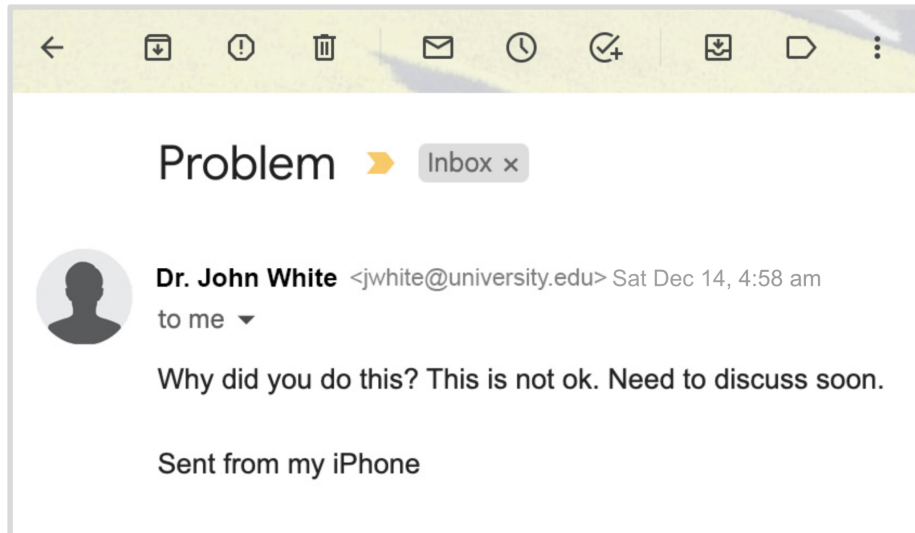 Problem Inbox ×
Dr. John White <jwhite@university.edu> Sat Dec 14, 4:58 am
to me
Why did you do this? This is not ok. Need to discuss soon.
Sent from my iPhone